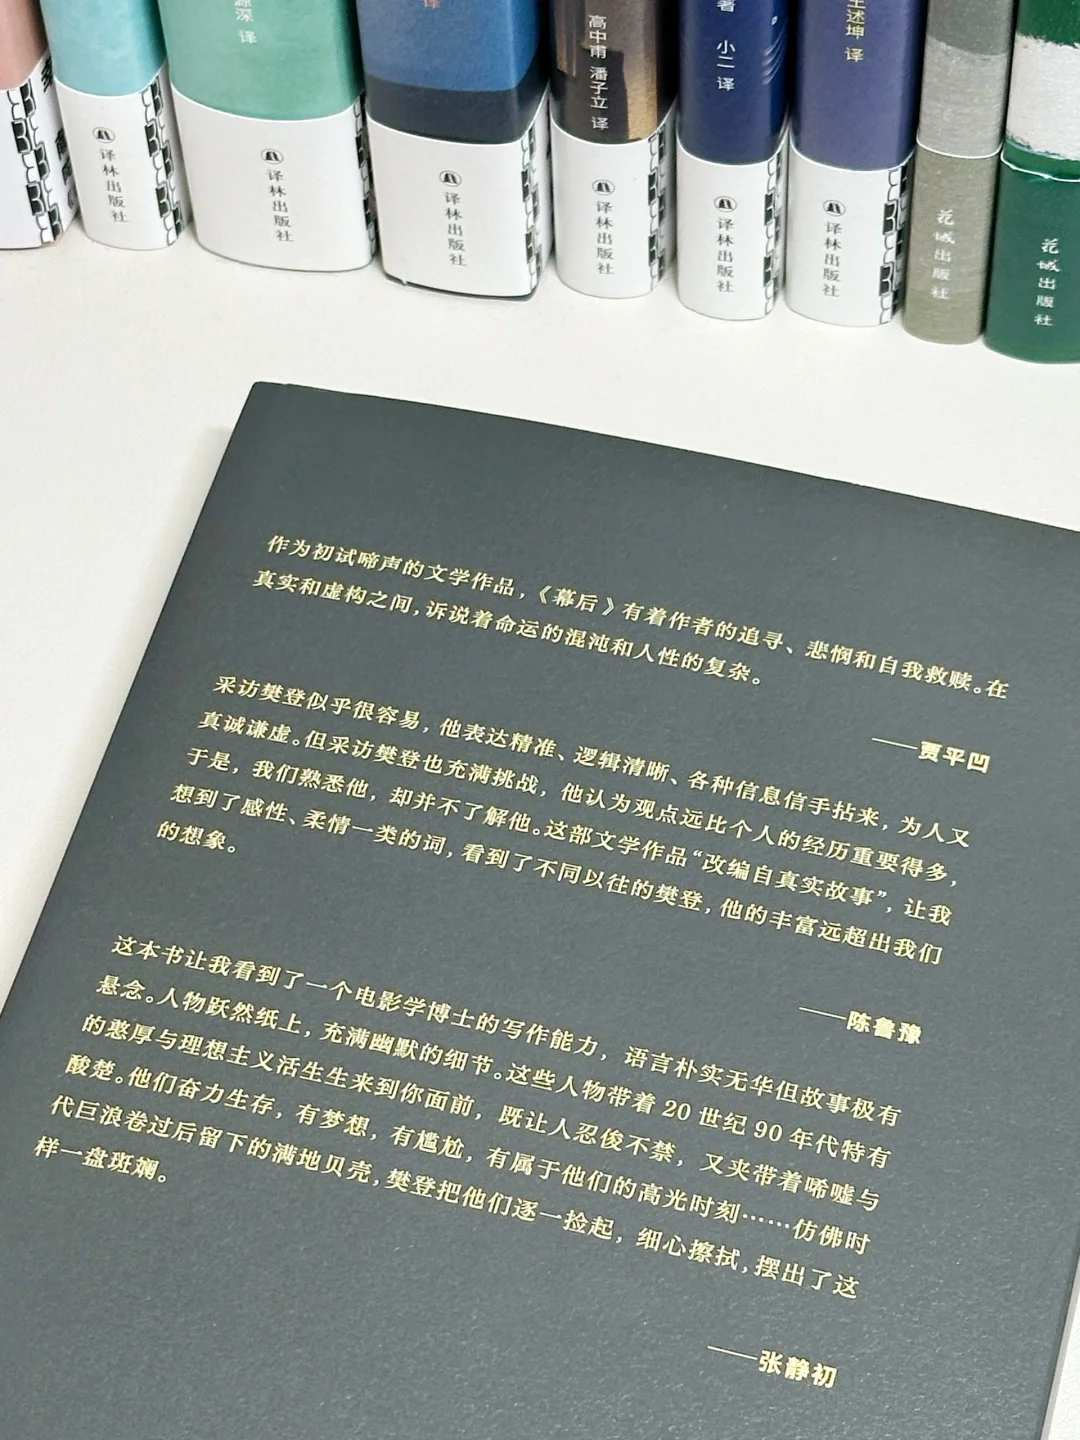 源深 译
译林出版社
译林出版社
译
译林出版社
高中甫 潘子立 译
译林出版社
著 小二 译
译林出版社
王述坤 译
译林出版社
花城出版社
花城出版社
作为初试啼声的文学作品，《幕后》有着作者的追寻、悲悯和自我救赎。在
真实和虚构之间，诉说着命运的混沌和人性的复杂。
——贾平凹
采访樊登似乎很容易，他表达精准、逻辑清晰、各种信息信手拈来，为人又
真诚谦虚。但采访樊登也充满挑战，他认为观点远比个人的经历重要得多，
于是，我们熟悉他，却并不了解他。这部文学作品“改编自真实故事”，让我
想到了感性、柔情一类的词，看到了不同以往的樊登，他的丰富远超出我们
的想象。
——陈鲁豫
这本书让我看到了一个电影学博士的写作能力，语言朴实无华但故事极有
悬念。人物跃然纸上，充满幽默的细节。这些人物带着 20 世纪 90 年代特有
的憨厚与理想主义活生生来到你面前，既让人忍俊不禁，又夹带着唏嘘与
酸楚。他们奋力生存，有梦想，有尴尬，有属于他们的高光时刻……仿佛时
代巨浪卷过后留下的满地贝壳，樊登把他们逐一捡起，细心擦拭，摆出了这
样一盘斑斓。
——张静初